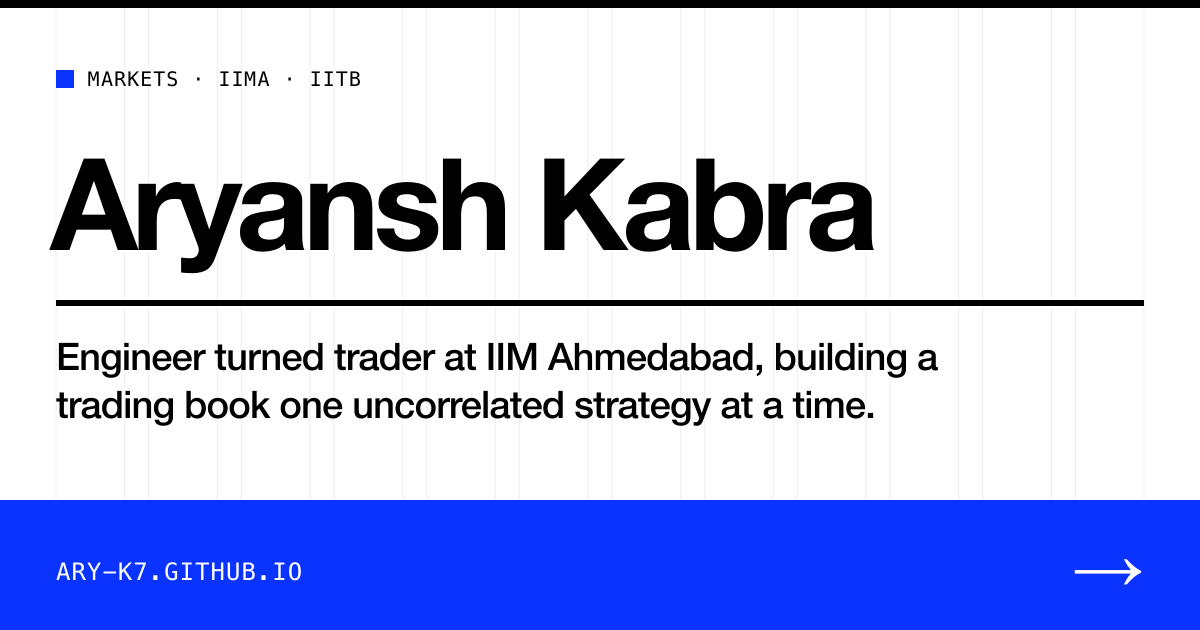 MARKETS · IIMA · IITB
Aryansh Kabra
Engineer turned trader at IIM Ahmedabad, building a
trading book one uncorrelated strategy at a time.
ARY–K7.GITHUB.IO